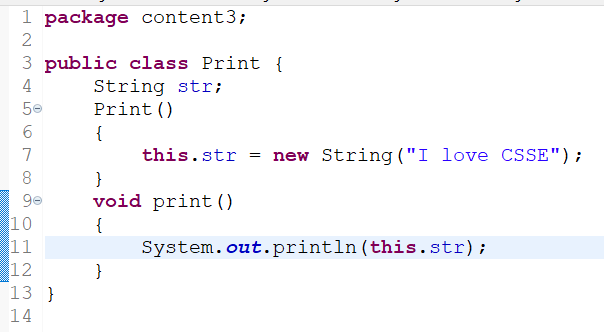 1 package content3;
2
3 public class Print {
4     String str;
5     Print()
6     {
7         this.str = new String("I love CSSE");
8     }
9     void print()
10     {
11         System.out.println(this.str);
12     }
13 }
14